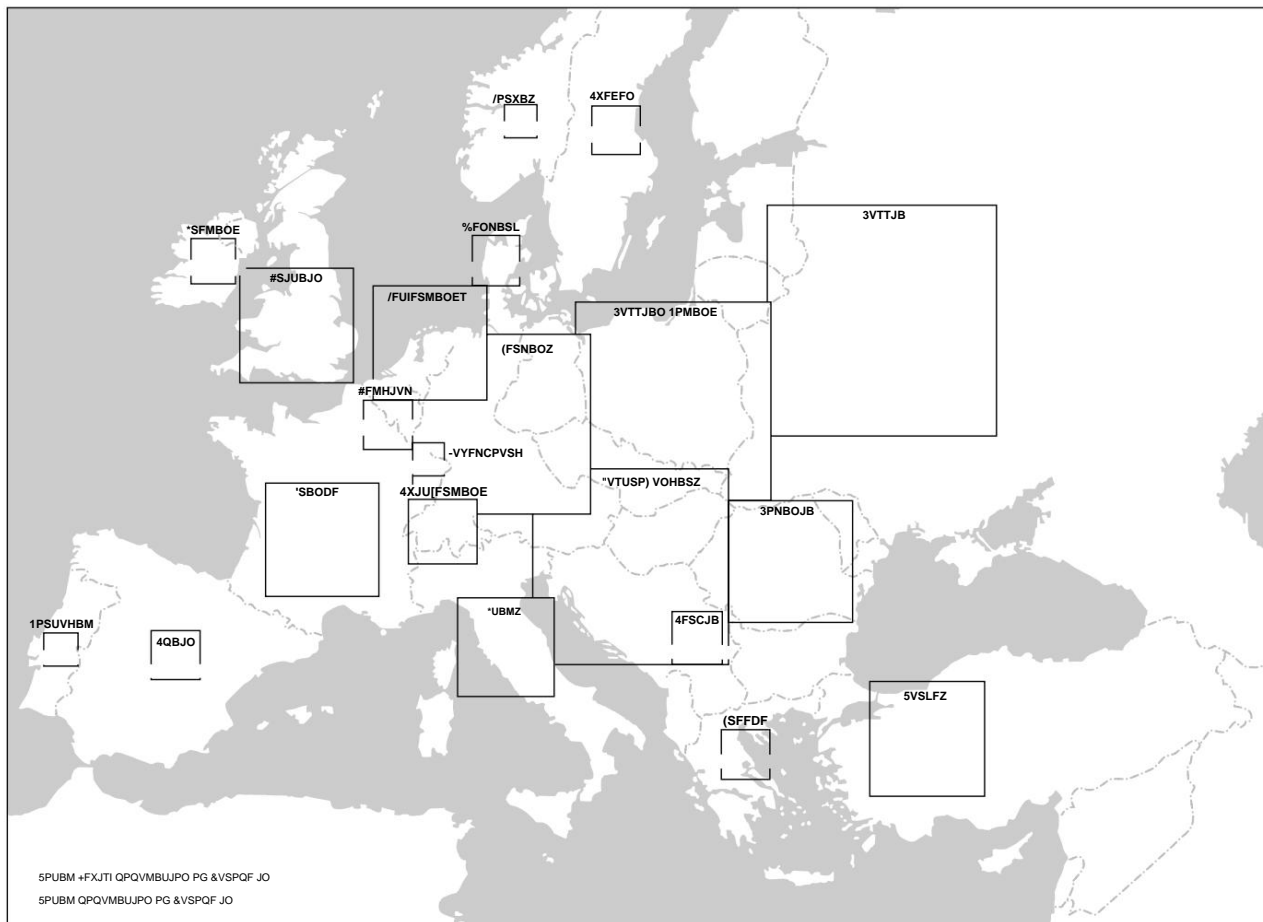 /PSXBZ
4XFEFO
*SFMBOE
%FONBSL
3VTTJB
#SJUBJO
/FUIFSMBOET
3VTTJBO 1PMBOE
(FSNBOZ
#FMHJVN
-VYFNCPVSH
'SBODF
4XJU[FSMBOE
"VTUSP) VOHBSZ
3PNBOJB
*UBMZ
4FSCJB
1PSUVHBM
4QBJO
5VSLFZ
(SFFDF
5PUBM +FXJTI QPQVMBUJPO PG &VSPQF JO
5PUBM QPQVMBUJPO PG &VSPQF JO